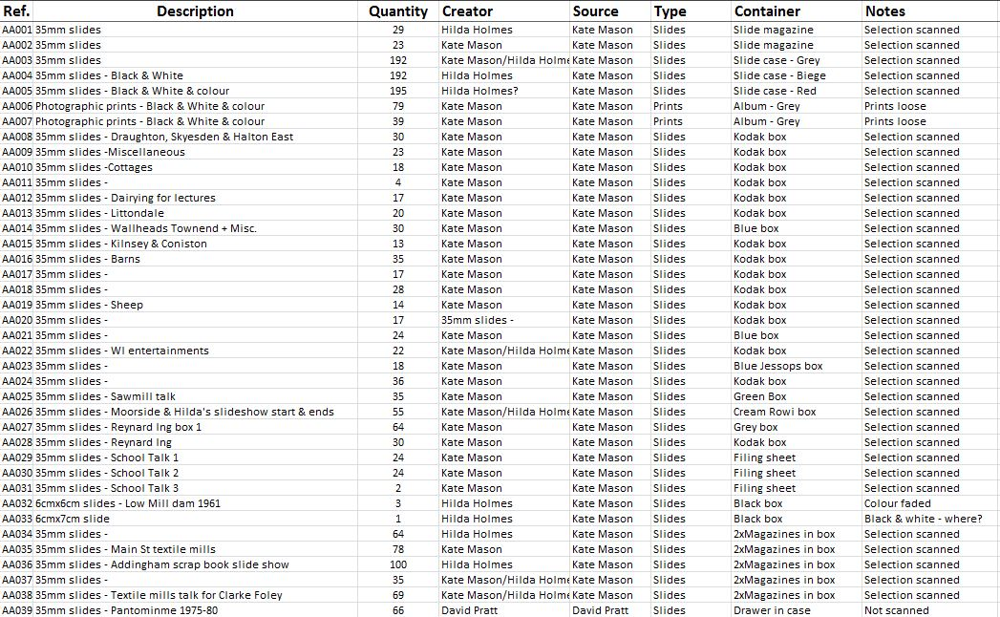 Ref. Description Quantity Creator Source Type Container Notes
AA001 35mm slides 29 Hilda Holmes Kate Mason Slides Slide magazine Selection scanned
AA002 35mm slides 23 Kate Mason Kate Mason Slides Slide magazine Selection scanned
AA003 35mm slides 192 Kate Mason/Hilda Holme Kate Mason Slides Slide case - Grey Selection scanned
AA004 35mm slides - Black & White 192 Hilda Holmes Kate Mason Slides Slide case - Biege Selection scanned
AA005 35mm slides - Black & White & colour 195 Hilda Holmes? Kate Mason Slides Slide case - Red Selection scanned
AA006 Photographic prints - Black & White & colour 79 Kate Mason Kate Mason Prints Album - Grey Prints loose
AA007 Photographic prints - Black & White & colour 39 Kate Mason Kate Mason Prints Album - Grey Prints loose
AA008 35mm slides - Draughton, Skyesden & Halton East 30 Kate Mason Kate Mason Slides Kodak box Selection scanned
AA009 35mm slides -Miscellaneous 23 Kate Mason Kate Mason Slides Kodak box Selection scanned
AA010 35mm slides -Cottages 18 Kate Mason Kate Mason Slides Kodak box Selection scanned
AA011 35mm slides - 4 Kate Mason Kate Mason Slides Kodak box Selection scanned
AA012 35mm slides - Dairying for lectures 17 Kate Mason Kate Mason Slides Kodak box Selection scanned
AA013 35mm slides - Littondale 20 Kate Mason Kate Mason Slides Kodak box Selection scanned
AA014 35mm slides - Wallheads Townend + Misc. 30 Kate Mason Kate Mason Slides Blue box Selection scanned
AA015 35mm slides - Kilnsey & Coniston 13 Kate Mason Kate Mason Slides Kodak box Selection scanned
AA016 35mm slides - Barns 35 Kate Mason Kate Mason Slides Kodak box Selection scanned
AA017 35mm slides - 17 Kate Mason Kate Mason Slides Kodak box Selection scanned
AA018 35mm slides - 28 Kate Mason Kate Mason Slides Kodak box Selection scanned
AA019 35mm slides - Sheep 14 Kate Mason Kate Mason Slides Kodak box Selection scanned
AA020 35mm slides - 17 35mm slides - Kate Mason Slides Kodak box Selection scanned
AA021 35mm slides - 24 Kate Mason Kate Mason Slides Blue box Selection scanned
AA022 35mm slides - WI entertainments 22 Kate Mason/Hilda Holme Kate Mason Slides Kodak box Selection scanned
AA023 35mm slides - 18 Kate Mason Kate Mason Slides Blue Jessops box Selection scanned
AA024 35mm slides - 36 Kate Mason Kate Mason Slides Kodak box Selection scanned
AA025 35mm slides - Sawmill talk 35 Kate Mason Kate Mason Slides Green Box Selection scanned
AA026 35mm slides - Moorside & Hilda's slideshow start & ends 55 Kate Mason/Hilda Holme Kate Mason Slides Cream Rowi box Selection scanned
AA027 35mm slides - Reynard Ing box 1 64 Kate Mason Kate Mason Slides Grey box Selection scanned
AA028 35mm slides - Reynard Ing 30 Kate Mason Kate Mason Slides Kodak box Selection scanned
AA029 35mm slides - School Talk 1 24 Kate Mason Kate Mason Slides Filing sheet Selection scanned
AA030 35mm slides - School Talk 2 24 Kate Mason Kate Mason Slides Filing sheet Selection scanned
AA031 35mm slides - School Talk 3 2 Kate Mason Kate Mason Slides Filing sheet Selection scanned
AA032 6cmx6cm slides - Low Mill dam 1961 3 Hilda Holmes Kate Mason Slides Black box Colour faded
AA033 6cmx7cm slide 1 Hilda Holmes Kate Mason Slides Black box Black & white - where?
AA034 35mm slides - 64 Hilda Holmes Kate Mason Slides 2xMagazines in box Selection scanned
AA035 35mm slides - Main St textile mills 78 Kate Mason Kate Mason Slides 2xMagazines in box Selection scanned
AA036 35mm slides - Addingham scrap book slide show 100 Hilda Holmes Kate Mason Slides 2xMagazines in box Selection scanned
AA037 35mm slides - 35 Kate Mason/Hilda Holme Kate Mason Slides 2xMagazines in box Selection scanned
AA038 35mm slides - Textile mills talk for Clarke Foley 69 Kate Mason/Hilda Holme Kate Mason Slides 2xMagazines in box Selection scanned
AA039 35mm slides - Pantominme 1975-80 66 David Pratt David Pratt Slides Drawer in case Not scanned